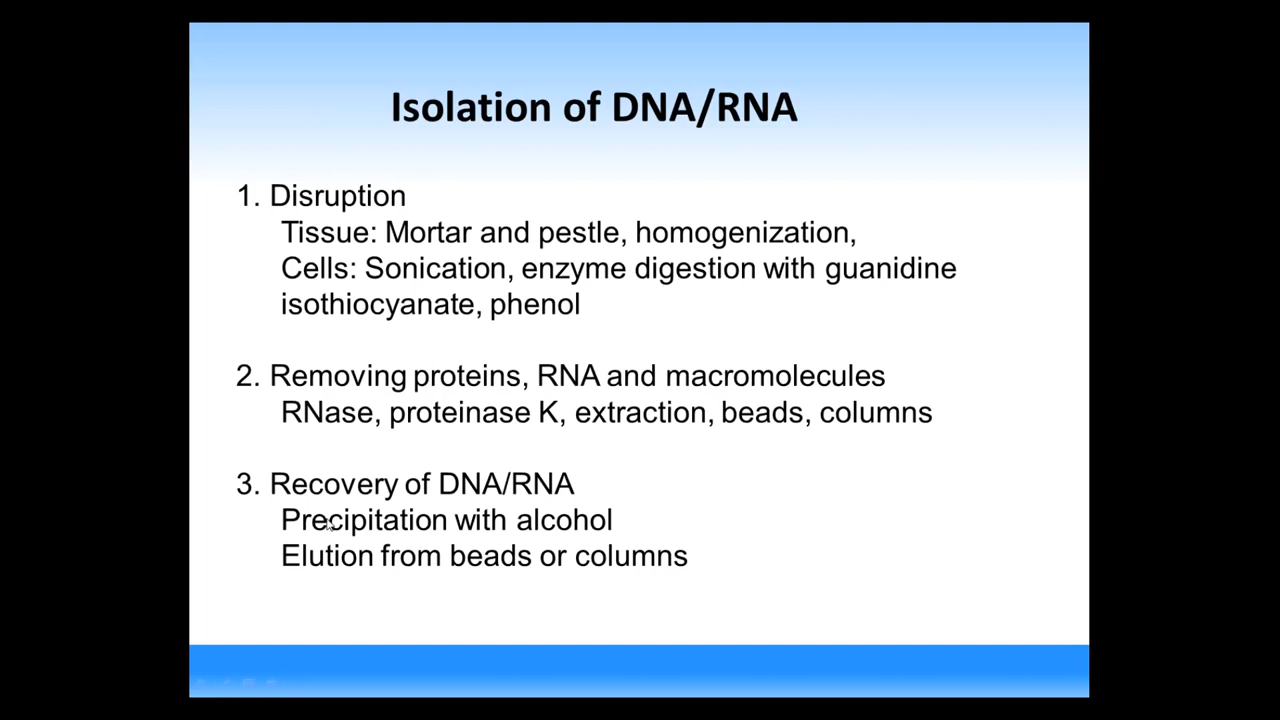 Isolation of DNA/RNA
1. Disruption
Tissue: Mortar and pestle, homogenization,
Cells: Sonication, enzyme digestion with guanidine
isothiocyanate, phenol
2. Removing proteins, RNA and macromolecules
RNase, proteinase K, extraction, beads, columns
3. Recovery of DNA/RNA
Precipitation with alcohol
Elution from beads or columns